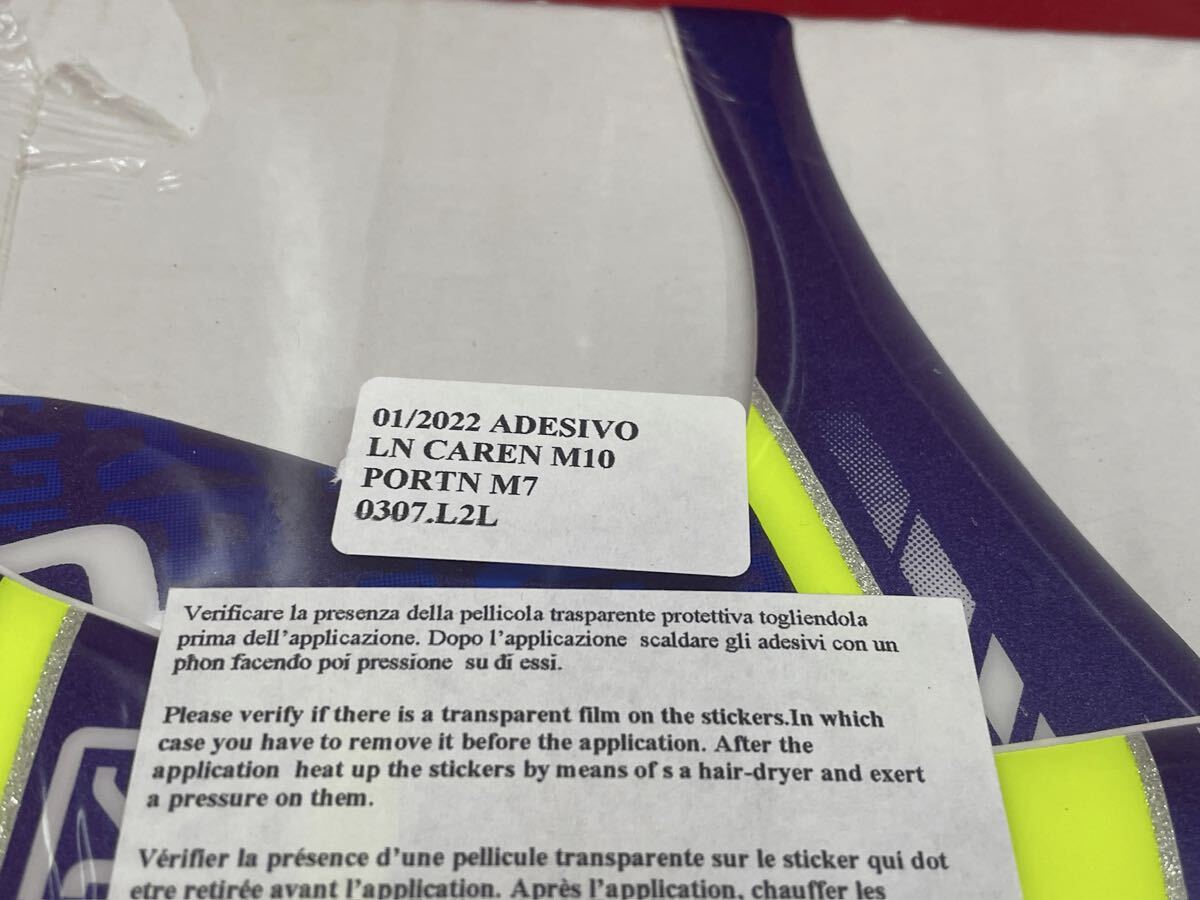 01/2022 ADESIVO
LN CAREN M10
PORTN M7
0307.L2L
Verificare la presenza della pellicola trasparente protettiva togliendola
prima dell'applicazione. Dopo l'applicazione scaldare gli adesivi con un
phon facendo poi pressione su di essi.
Please verify if there is a transparent film on the stickers.In which
case you have to remove it before the application. After the
application heat up the stickers by means of s a hair-dryer and exert
a pressure on them.
Vérifier la présence d'une pellicule transparente sur le sticker qui dot
etre retirée avant l'application. Après l'application, chauffer les